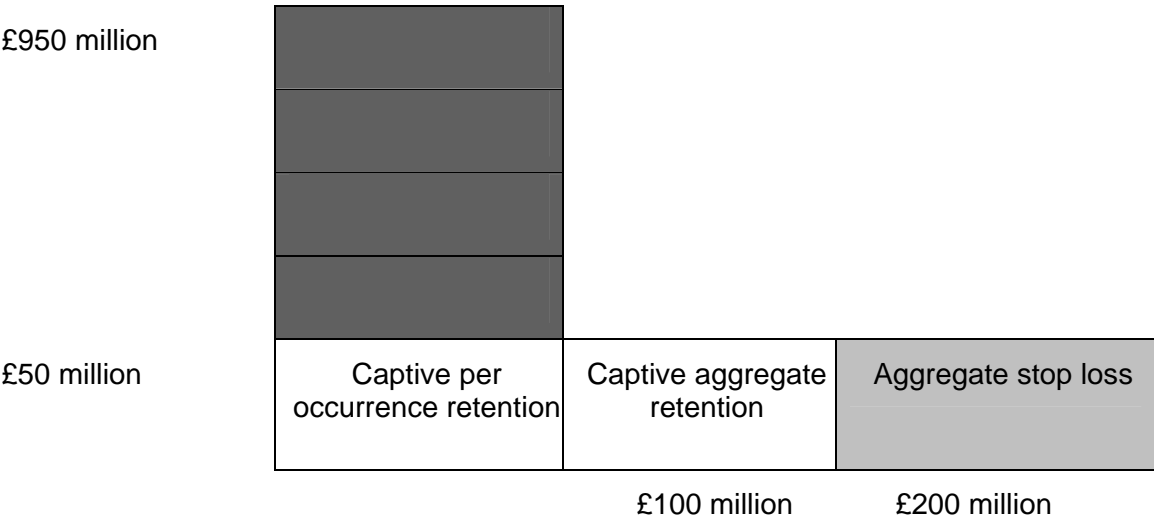 £950 million
£50 million
Captive per
occurrence retention
Captive aggregate
retention
Aggregate stop loss
£100 million
£200 million